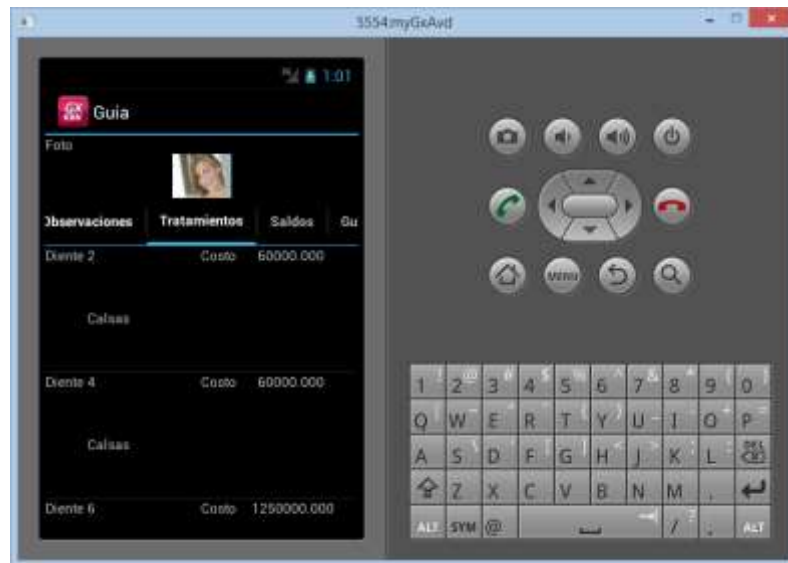 5554:myGxAvd
1:01
GX
Guia
Foto
Observaciones Tratamientos Saldos Gu
Diente 2 Costo 60000.000
Calsas
Diente 4 Costo 60000.000
Calsas
Diente 6 Costo 1250000.000
MENU
1 ! 2 @ 3 # 4 $ 5 % 6 ^ 7 & 8 * 9 ( 0 )
Q W E R T Y U I O P
A S D F G H J K L DEL
Z X C V B N M ,
ALT SYM @ / ? . ALT